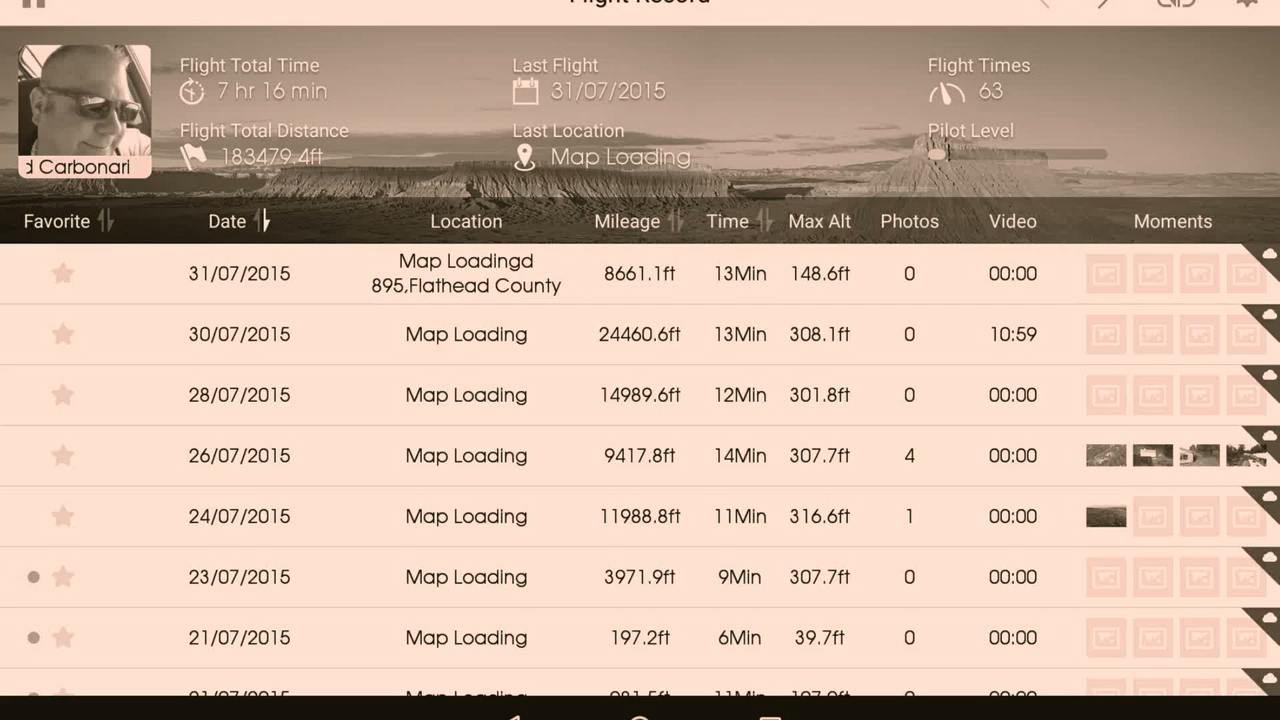 Flight Record
Flight Total Time
7 hr 16 min
Last Flight
31/07/2015
Flight Times
63
Flight Total Distance
183479.4ft
Last Location
Map Loading
Pilot Level
d Carbonari
Favorite Date Location Mileage Time Max Alt Photos Video Moments
31/07/2015 Map Loadingd 895,Flathead County 8661.1ft 13Min 148.6ft 0 00:00
30/07/2015 Map Loading 24460.6ft 13Min 308.1ft 0 10:59
28/07/2015 Map Loading 14989.6ft 12Min 301.8ft 0 00:00
26/07/2015 Map Loading 9417.8ft 14Min 307.7ft 4 00:00
24/07/2015 Map Loading 11988.8ft 11Min 316.6ft 1 00:00
23/07/2015 Map Loading 3971.9ft 9Min 307.7ft 0 00:00
21/07/2015 Map Loading 197.2ft 6Min 39.7ft 0 00:00
Map Loading